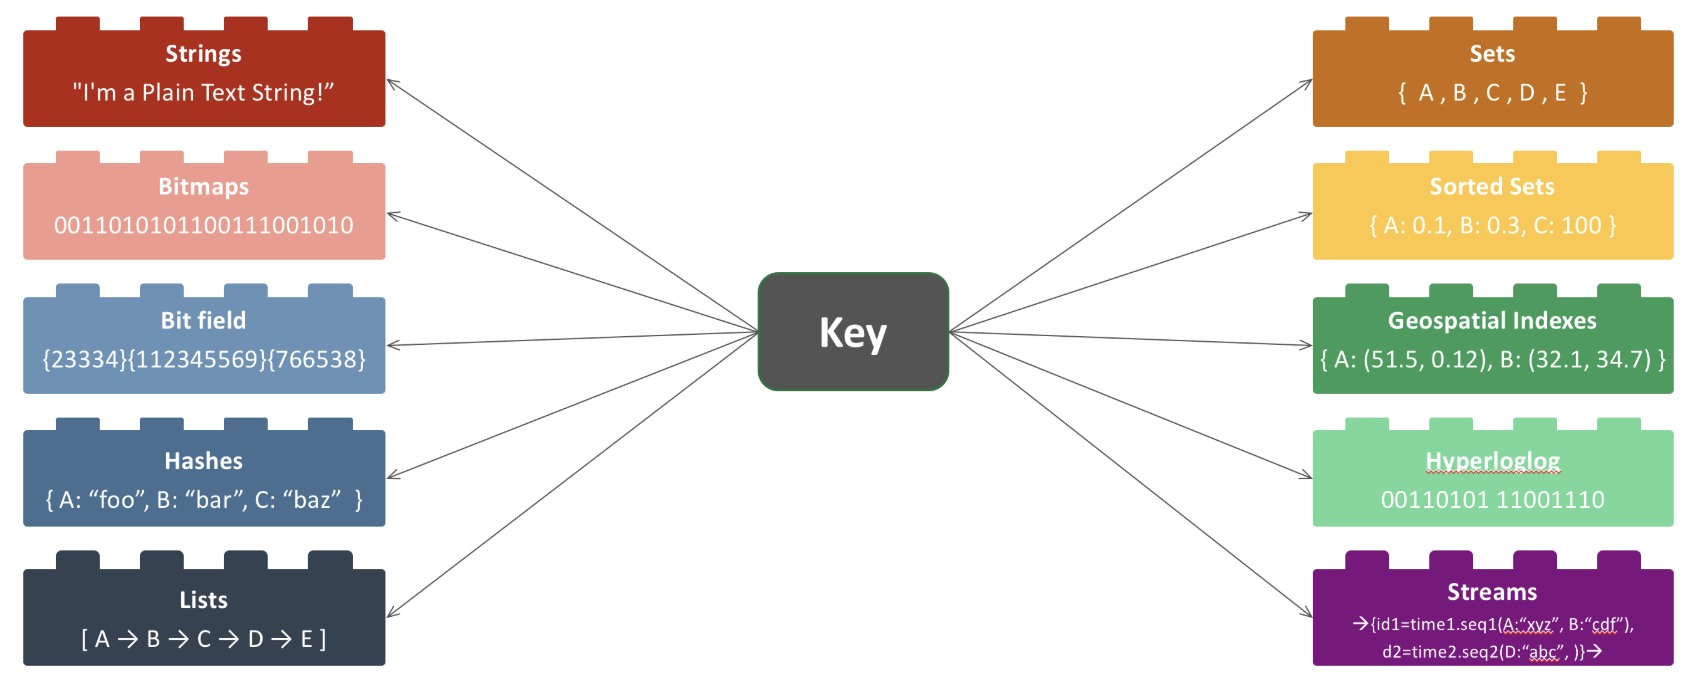 Strings
"I'm a Plain Text String!”
Bitmaps
0011010101100111001010
Bit field
{23334}{112345569}{766538}
Hashes
{ A: “foo”, B: “bar”, C: “baz”  }
Lists
[ A → B → C → D → E ]
Key
Sets
{  A , B , C , D , E  }
Sorted Sets
{ A: 0.1, B: 0.3, C: 100 }
Geospatial Indexes
{ A: (51.5, 0.12), B: (32.1, 34.7) }
Hyperloglog
00110101 11001110
Streams
→{id1=time1.seq1(A:“xyz”, B:“cdf”),
d2=time2.seq2(D:“abc”, )}→